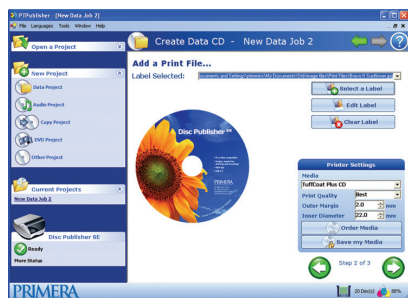 PTPublisher - [New Data Job 2]
File Languages Tools Window Help
Open a Project
New Project
Data Project
Audio Project
Copy Project
DVD Project
Other Project
Current Projects
New Data Job 2
Disc Publisher SE
Ready
More Status
PRIMERA
Create Data CD - New Data Job 2
Add a Print File...
Label Selected:
Select a Label
Edit Label
Clear Label
Disc Publisher SE
Printer Settings
Media
TuffCoat Plus CD
Print Quality Best
Outer Margin 2.0 mm
Inner Diameter 22.0 mm
Order Media
Save my Media
Step 2 of 3
20 Disc(s) 86%